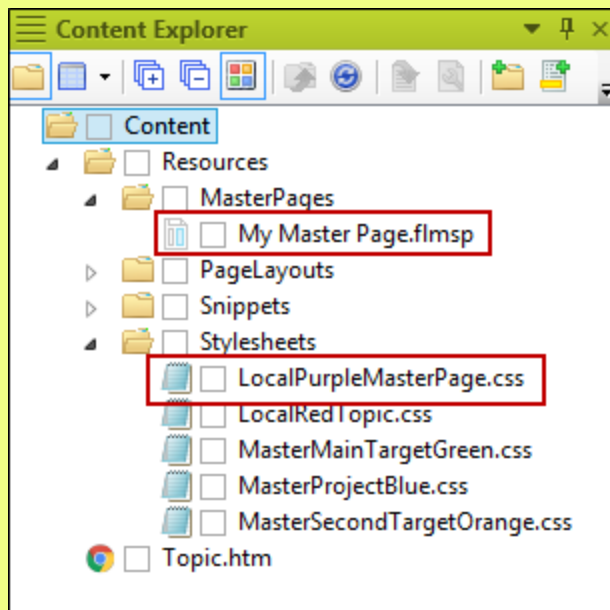 Content Explorer
Content
Resources
MasterPages
My Master Page.flmsp
PageLayouts
Snippets
Stylesheets
LocalPurpleMasterPage.css
LocalRedTopic.css
MasterMainTargetGreen.css
MasterProjectBlue.css
MasterSecondTargetOrange.css
Topic.htm